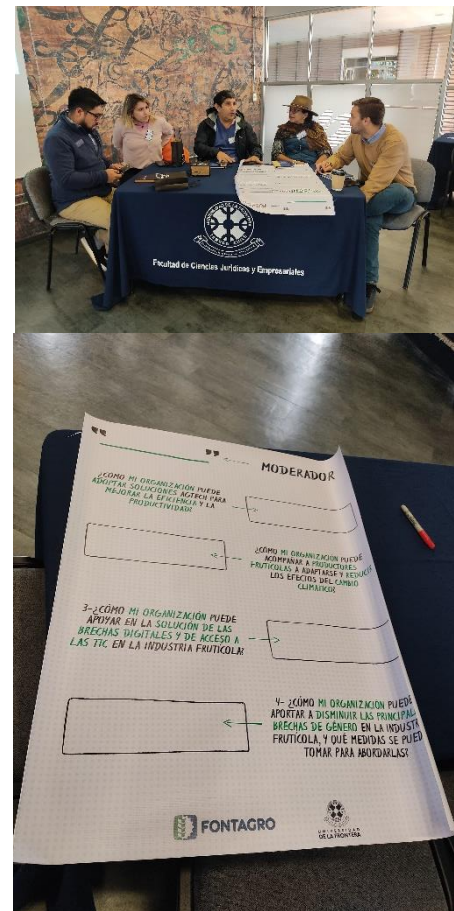 Facultad de Ciencias Jurídicas y Empresariales
MODERADOR
¿CÓMO MI ORGANIZACIÓN PUEDE
ADOPTAR SOLUCIONES AGTECH PARA
MEJORAR LA EFICIENCIA Y LA
PRODUCTIVIDAD?
¿CÓMO MI ORGANIZACIÓN PUEDE
ACOMPAÑAR A PRODUCTORES
FRUTÍCOLAS A ADAPTARSE Y REDUCIR
LOS EFECTOS DEL CAMBIO
CLIMÁTICO?
3-¿CÓMO MI ORGANIZACIÓN PUEDE
APOYAR EN LA SOLUCIÓN DE LAS
BRECHAS DIGITALES Y DE ACCESO A
LAS TIC EN LA INDUSTRIA FRUTÍCOLA?
4- ¿CÓMO MI ORGANIZACIÓN PUEDE
APORTAR A DISMINUIR LAS PRINCIPAL
BRECHAS DE GÉNERO EN LA INDUST
FRUTÍCOLA, Y QUÉ MEDIDAS SE PUED
TOMAR PARA ABORDARLAS?
FONTAGRO
UNIVERSIDAD
DE LA FRONTERA